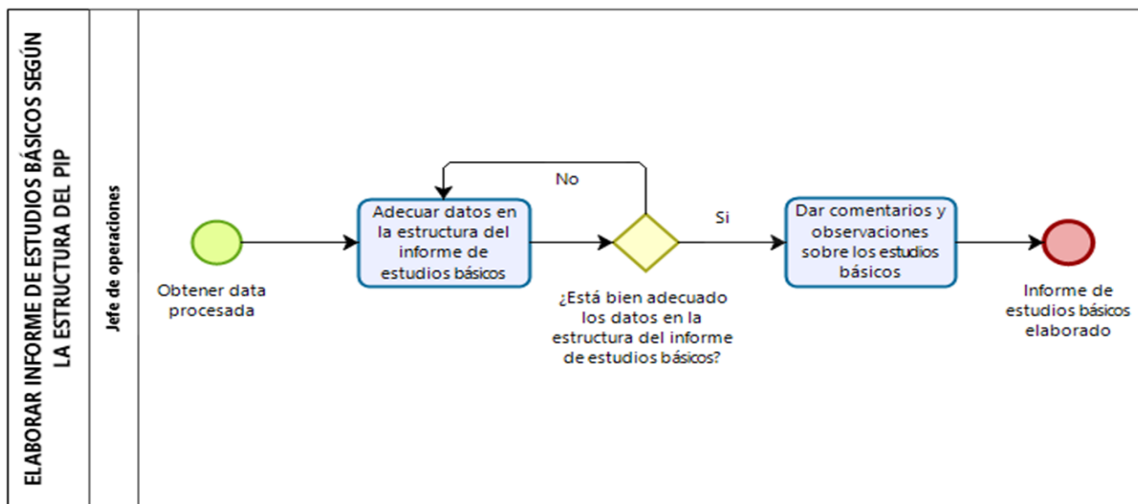 ELABORAR INFORME DE ESTUDIOS BÁSICOS SEGÚN
LA ESTRUCTURA DEL PIP
Jefe de operaciones
Obtener data
procesada
Adecuar datos en
la estructura del
informe de
estudios básicos
No
¿Está bien adecuado
los datos en la
estructura del informe
de estudios básicos?
Si
Dar comentarios y
observaciones
sobre los estudios
básicos
Informe de
estudios básicos
elaborado